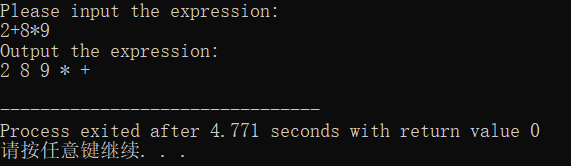 Please input the expression:
2+8*9
Output the expression:
2 8 9 * +
--------------------------------
Process exited after 4.771 seconds with return value 0
请按任意键继续. . .